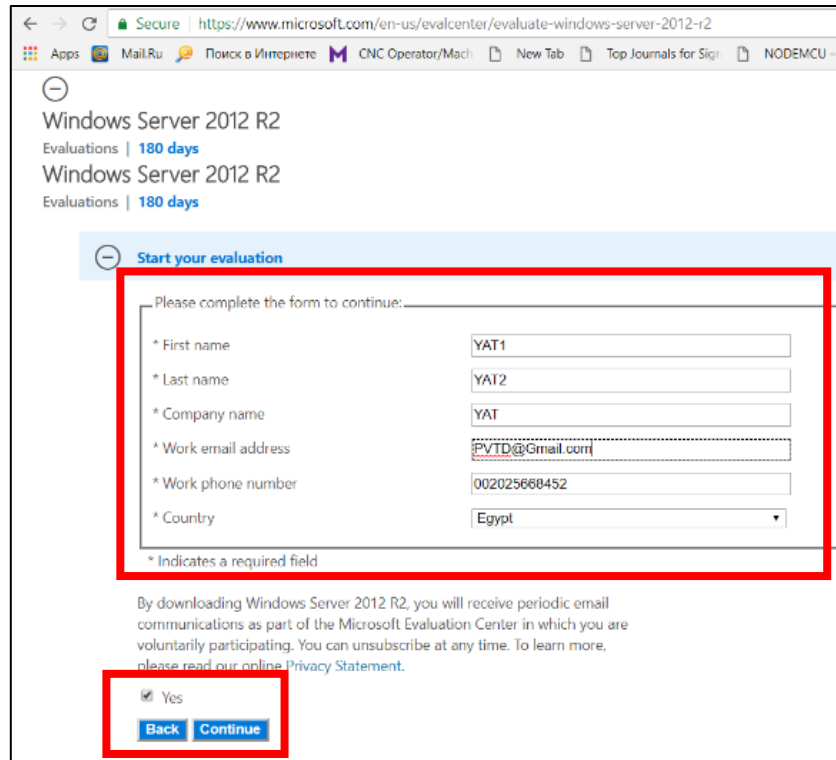 Secure | https://www.microsoft.com/en-us/evalcenter/evaluate-windows-server-2012-r2
Apps Mail.Ru Поиск в Интернете CNC Operator/Mach New Tab Top Journals for Sig NODEMCU –
Windows Server 2012 R2
Evaluations | 180 days
Windows Server 2012 R2
Evaluations | 180 days
Start your evaluation
Please complete the form to continue:
* First name YAT1
* Last name YAT2
* Company name YAT
* Work email address PVTD@Gmail.com
* Work phone number 002025668452
* Country Egypt
* Indicates a required field
By downloading Windows Server 2012 R2, you will receive periodic email
communications as part of the Microsoft Evaluation Center in which you are
voluntarily participating. You can unsubscribe at any time. To learn more,
please read our online Privacy Statement.
Yes
Back Continue